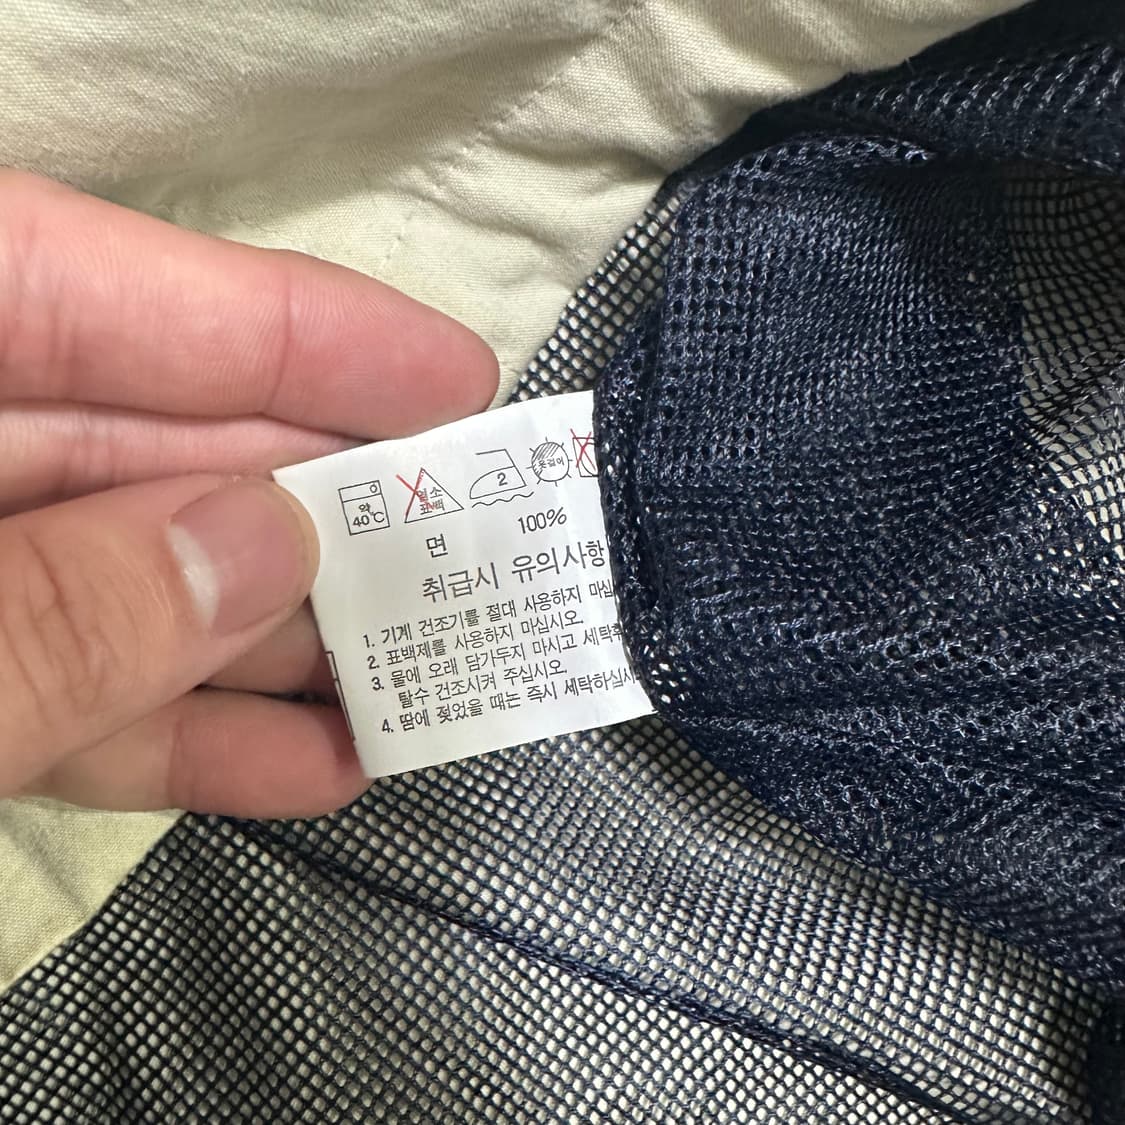 약
40℃
염소
표백
2
옷걸이
면 100%
취급시 유의사항
1. 기계 건조기를 절대 사용하지 마십
2. 표백제를 사용하지 마십시오.
3. 물에 오래 담가두지 마시고 세탁후
탈수 건조시켜 주십시오.
4. 땀에 젖었을 때는 즉시 세탁하십시오